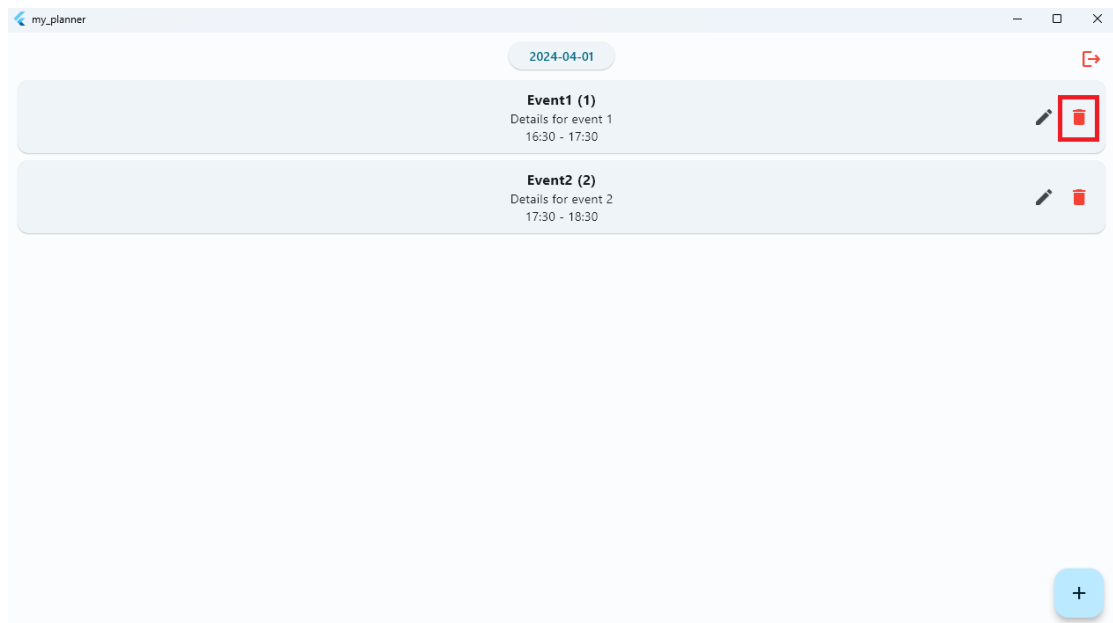 my_planner
2024-04-01
Event1 (1)
Details for event 1
16:30 - 17:30
Event2 (2)
Details for event 2
17:30 - 18:30